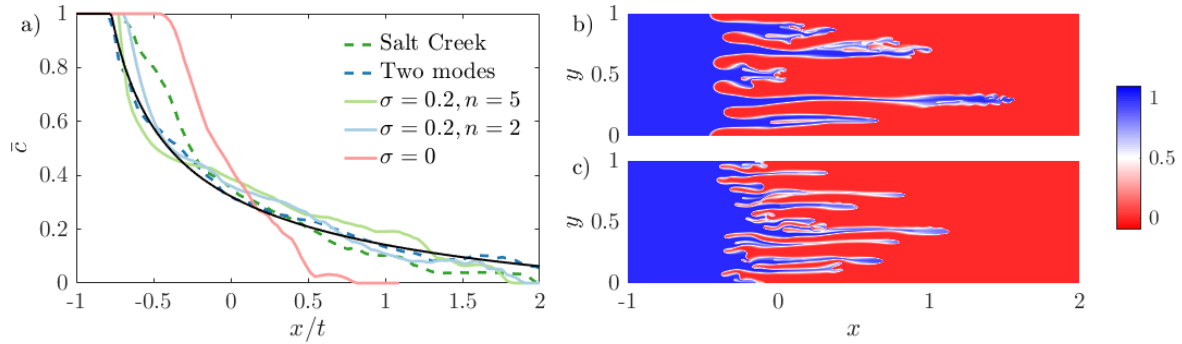 a)
1
0.8
0.6
0.4
0.2
0
c̄
-1
-0.5
0
0.5
1
1.5
2
x/t
Salt Creek
Two modes
σ = 0.2, n = 5
σ = 0.2, n = 2
σ = 0
b)
1
0.5
0
y
c)
1
0.5
0
y
-1
0
1
2
x
1
0.5
0